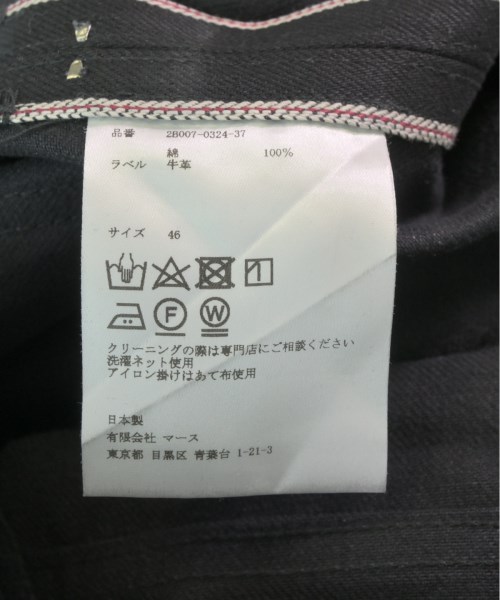 品番 2B007-0324-37
綿 100%
ラベル 牛革
サイズ 46
F W
クリーニングの際は専門店にご相談ください
洗濯ネット使用
アイロン掛けはあて布使用
日本製
有限会社 マース
東京都 目黒区 青葉台 1-21-3